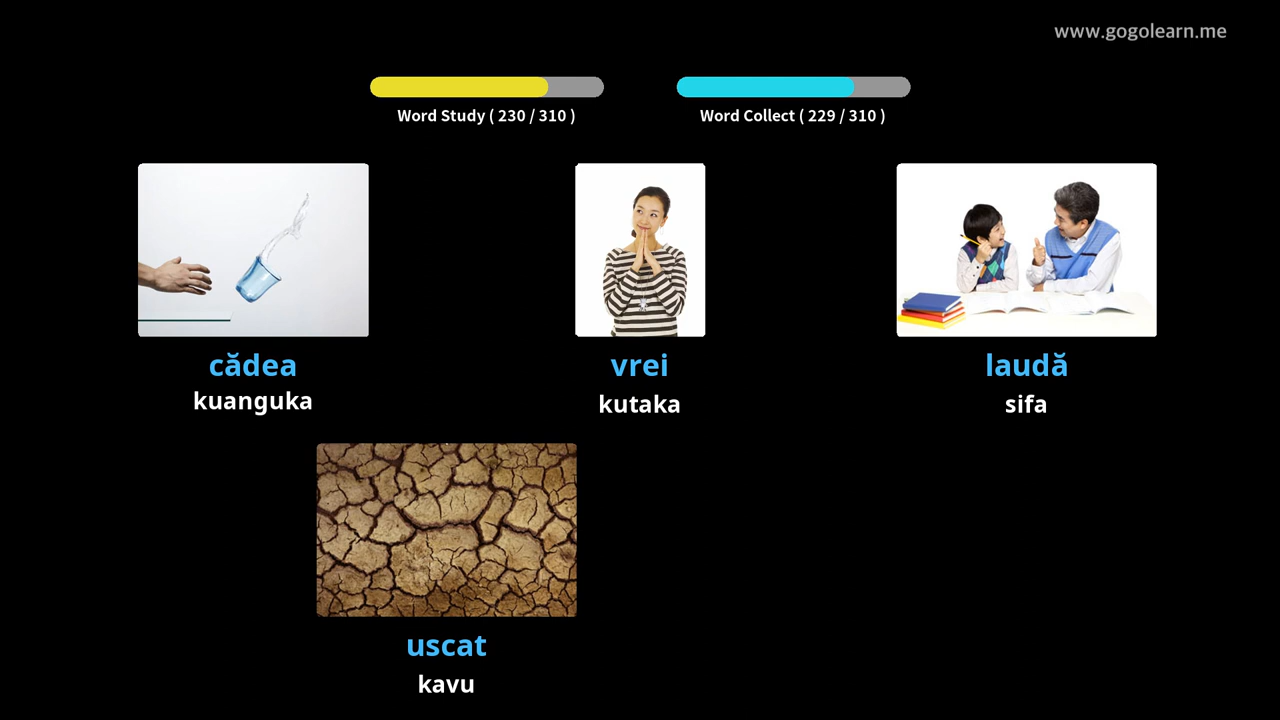 www.gogolearn.me
Word Study ( 230 / 310 )
Word Collect ( 229 / 310 )
cădea
kuanguka
vrei
kutaka
laudă
sifa
uscat
kavu